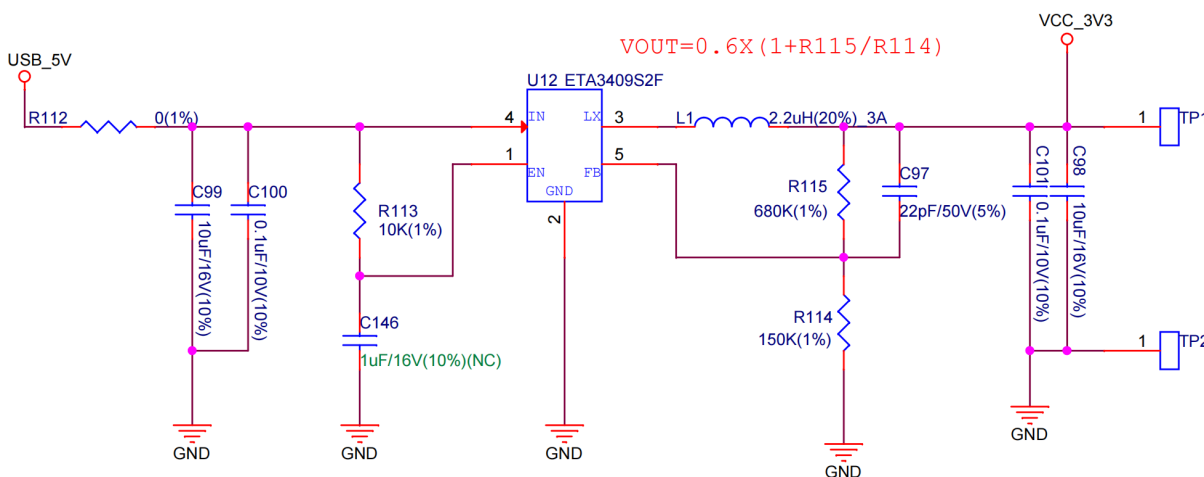 VCC_3V3
VOUT=0.6X(1+R115/R114)
USB_5V
U12 ETA3409S2F
R112
0(1%)
4
IN
LX
3
L1
2.2uH(20%)_3A
1
TP1
1
EN
FB
5
GND
2
C99
10uF/16V(10%)
C100
0.1uF/10V(10%)
R113
10K(1%)
R115
680K(1%)
C97
22pF/50V(5%)
C101
0.1uF/10V(10%)
C98
10uF/16V(10%)
C146
1uF/16V(10%)(NC)
R114
150K(1%)
1
TP2
GND
GND
GND
GND
GND